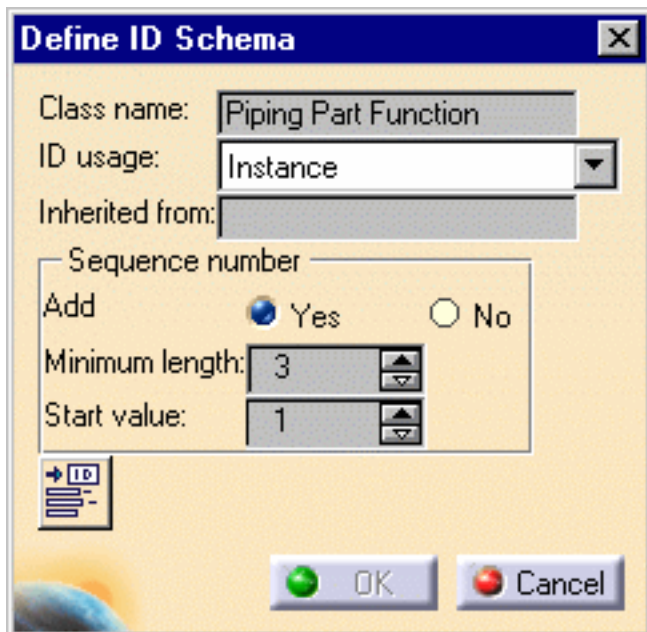 Define ID Schema
Class name: Piping Part Function
ID usage: Instance
Inherited from:
Sequence number
Add Yes No
Minimum length: 3
Start value: 1
ID
OK Cancel